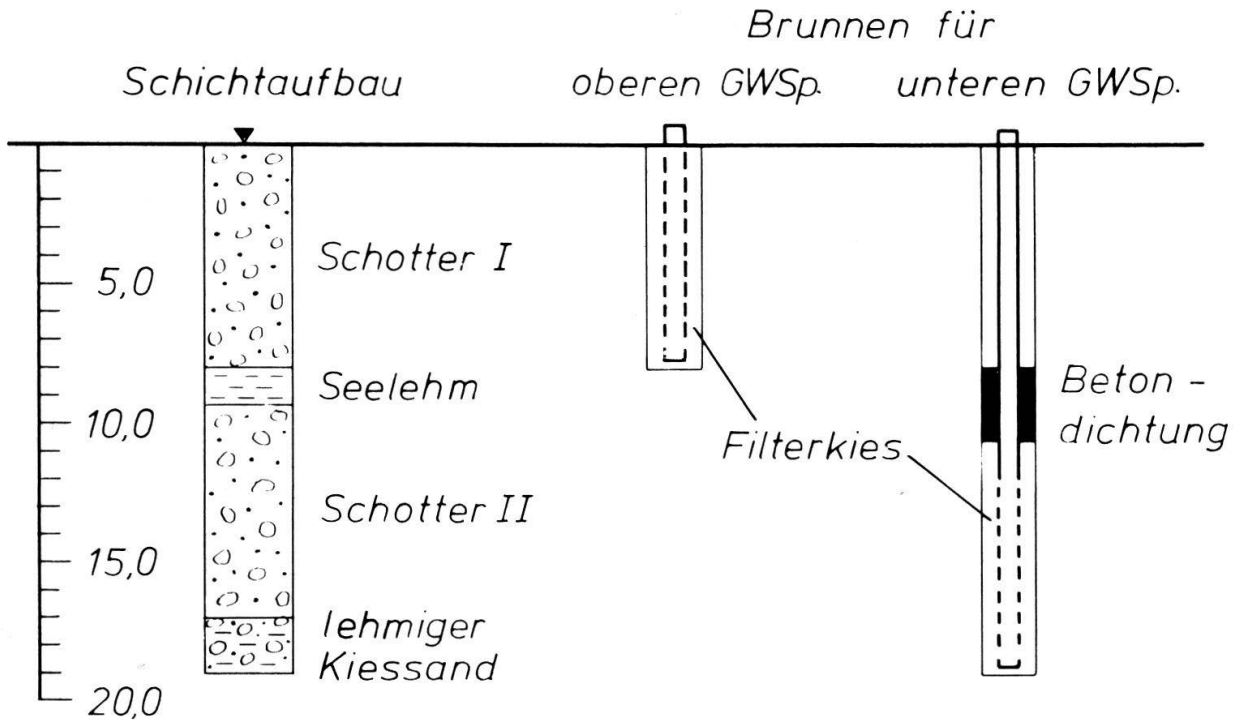 Brunnen für
Schichtaufbau
oberen GWSp.
unteren GWSp.
5,0
10,0
15,0
20,0
Schotter I
Seelehm
Schotter II
lehmiger
Kiessand
Filterkies
Beton -
dichtung